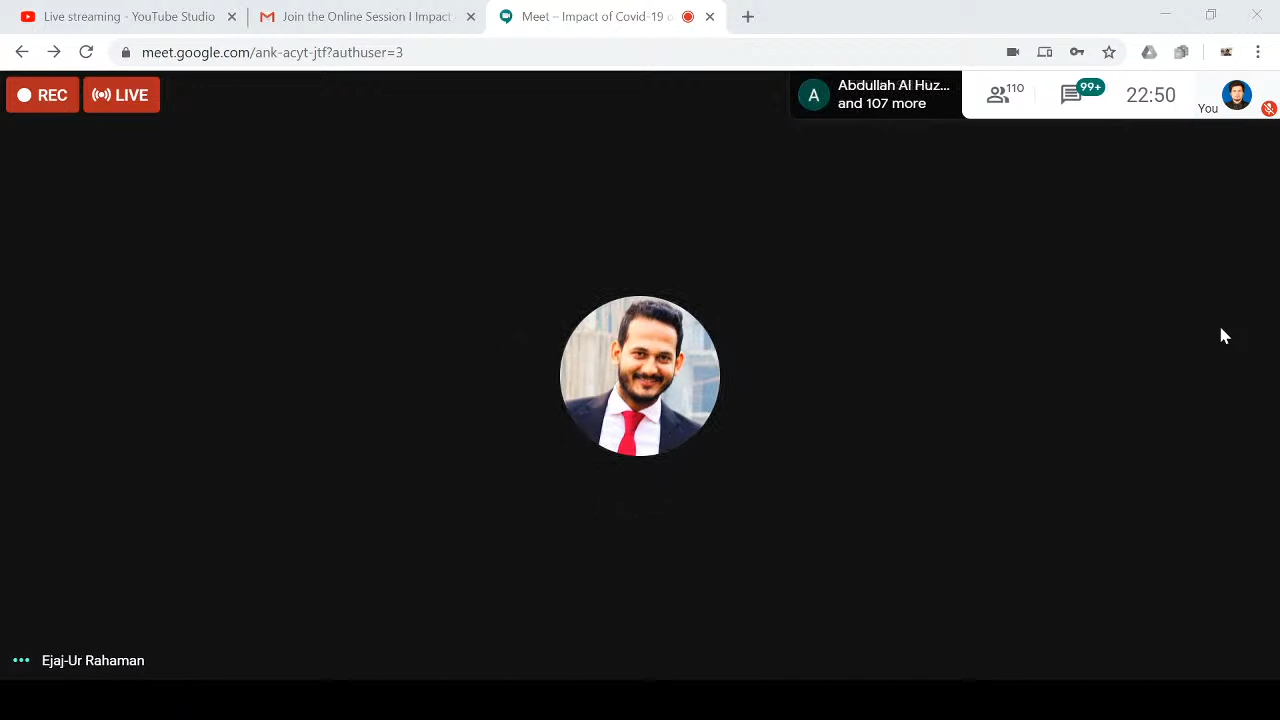 Live streaming - YouTube Studio
Join the Online Session I Impact
Meet – Impact of Covid-19 o
meet.google.com/ank-acyt-jtf?authuser=3
REC
LIVE
A
Abdullah Al Huz...
and 107 more
110
99+
22:50
You
Ejaj-Ur Rahaman